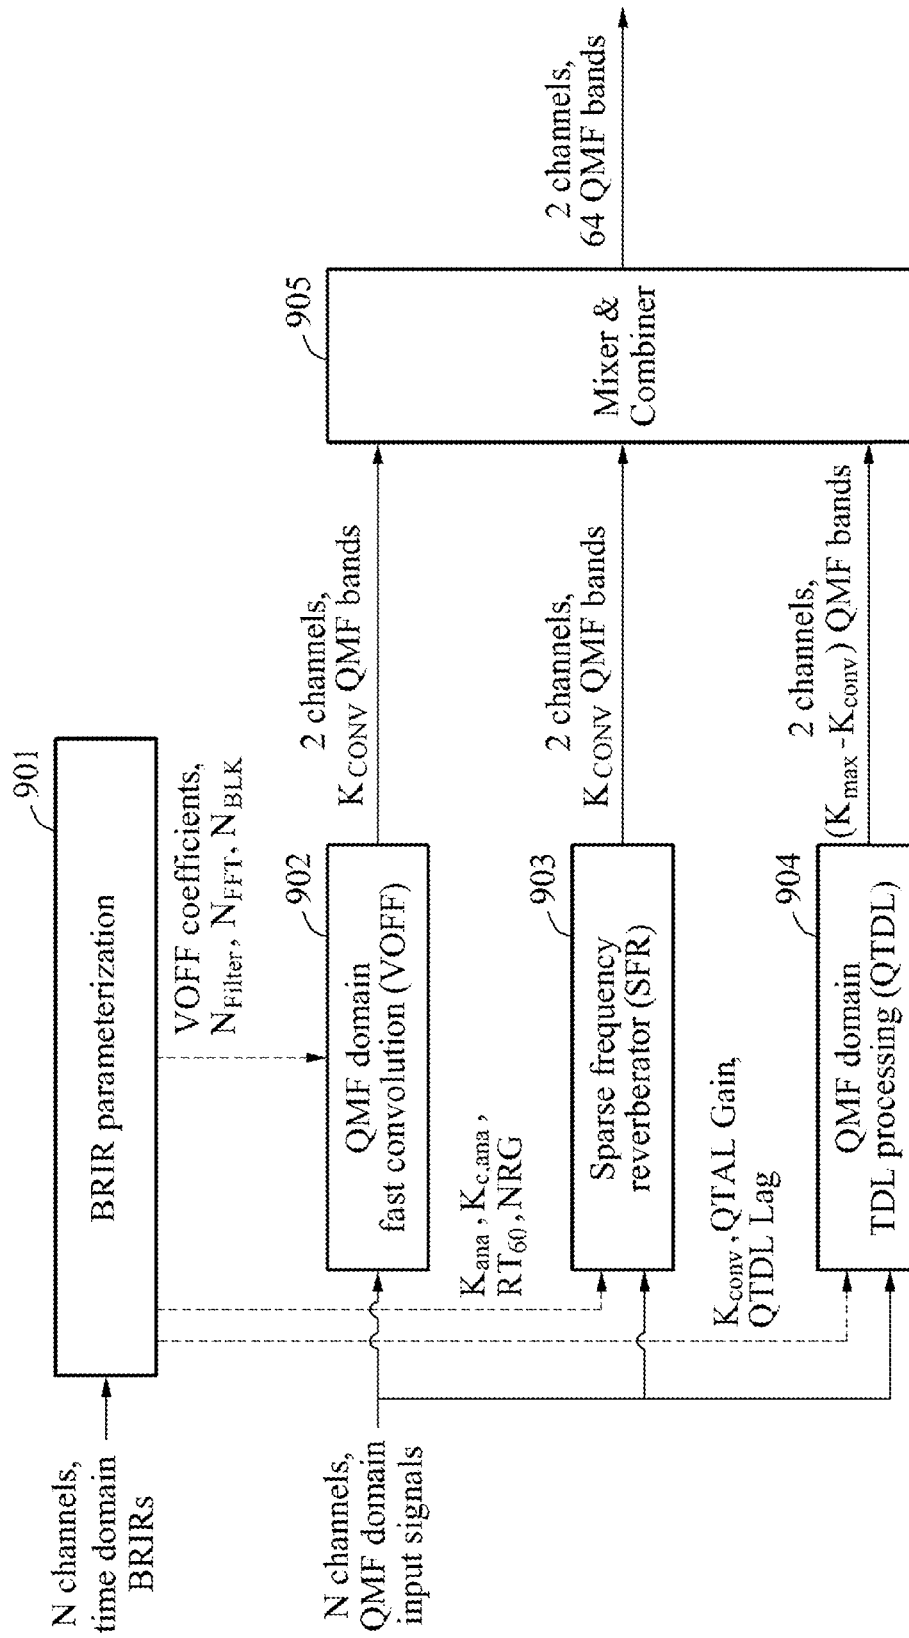 N channels,
time domain
BRIRs
901
BRIR parameterization
VOFF coefficients,
N_Filter, N_FFT, N_BLK
N channels,
QMF domain
input signals
902
QMF domain
fast convolution (VOFF)
2 channels,
K_CONV QMF bands
K_ana, K_c.ana,
RT_60, NRG
903
Sparse frequency
reverberator (SFR)
2 channels,
K_CONV QMF bands
K_conv, QTAL Gain,
QTDL Lag
904
QMF domain
TDL processing (QTDL)
2 channels,
(K_max-K_conv) QMF bands
905
Mixer &
Combiner
2 channels,
64 QMF bands